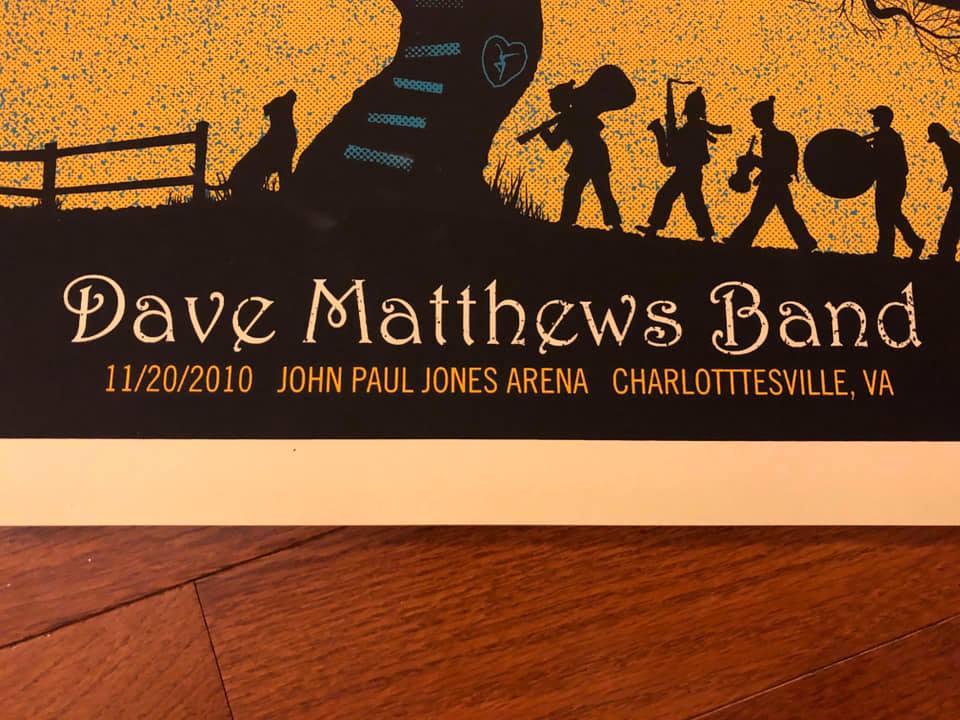 Dave Matthews Band
11/20/2010 JOHN PAUL JONES ARENA CHARLOTTTESVILLE, VA